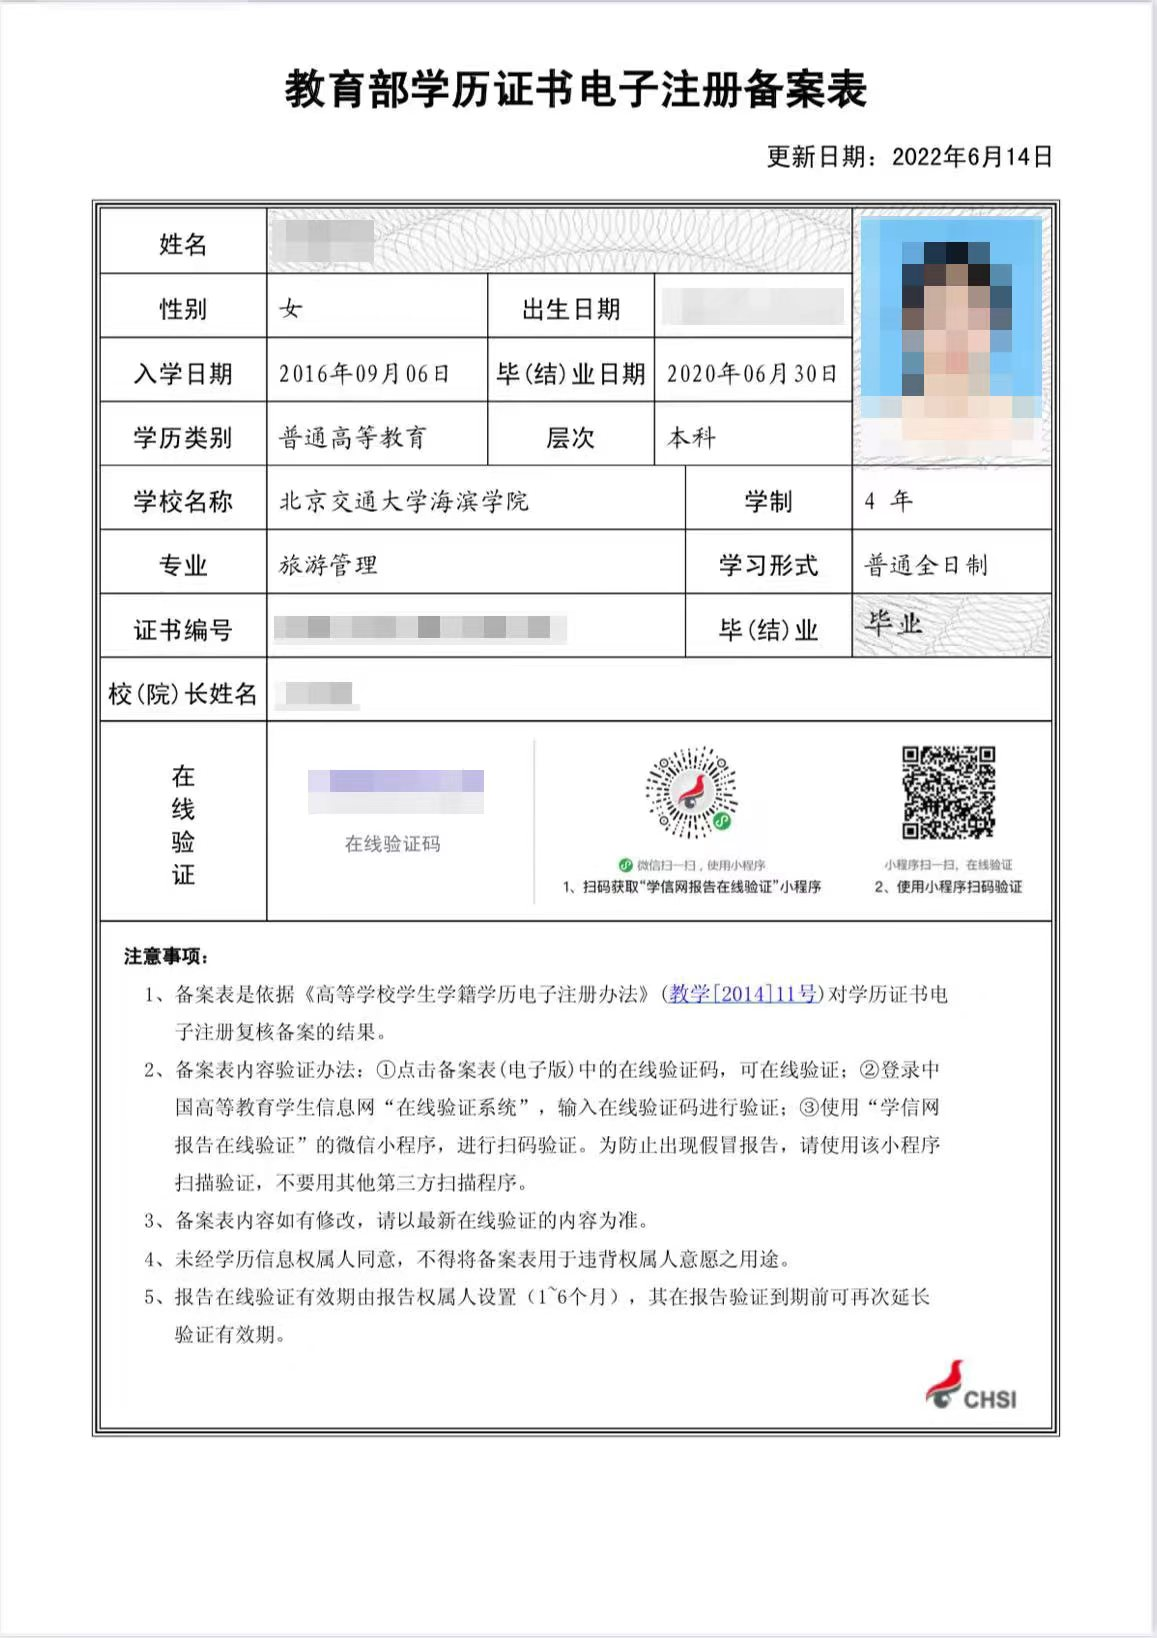 教育部学历证书电子注册备案表
更新日期：2022年6月14日
姓名
性别 女 出生日期
入学日期 2016年09月06日 毕(结)业日期 2020年06月30日
学历类别 普通高等教育 层次 本科
学校名称 北京交通大学海滨学院 学制 4 年
专业 旅游管理 学习形式 普通全日制
证书编号 毕(结)业 毕业
校(院)长姓名
在线验证
在线验证码
微信扫一扫，使用小程序
1、扫码获取“学信网报告在线验证”小程序
小程序扫一扫，在线验证
2、使用小程序扫码验证
注意事项：
1、备案表是依据《高等学校学生学籍学历电子注册办法》(教学[2014]11号)对学历证书电
子注册复核备案的结果。
2、备案表内容验证办法：①点击备案表(电子版)中的在线验证码，可在线验证；②登录中
国高等教育学生信息网“在线验证系统”，输入在线验证码进行验证；③使用“学信网
报告在线验证”的微信小程序，进行扫码验证。为防止出现假冒报告，请使用该小程序
扫描验证，不要用其他第三方扫描程序。
3、备案表内容如有修改，请以最新在线验证的内容为准。
4、未经学历信息权属人同意，不得将备案表用于违背权属人意愿之用途。
5、报告在线验证有效期由报告权属人设置（1~6个月），其在报告验证到期前可再次延长
验证有效期。
CHSI